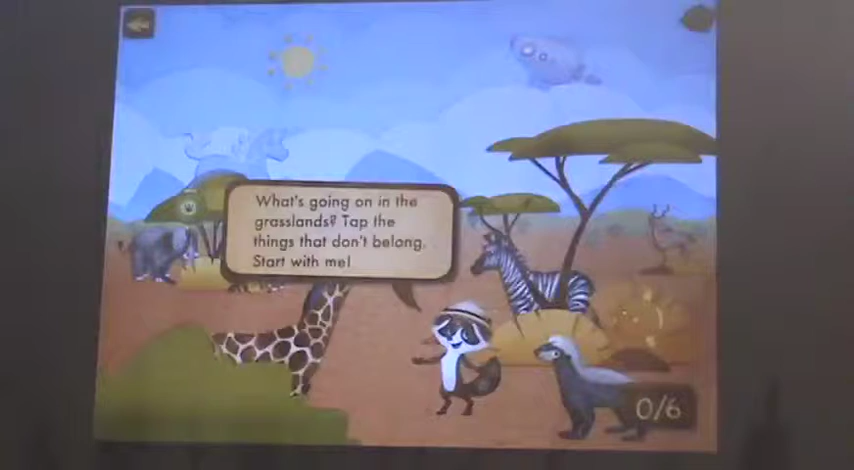 What's going on in the
grasslands? Tap the
things that don't belong.
Start with me!
0/6